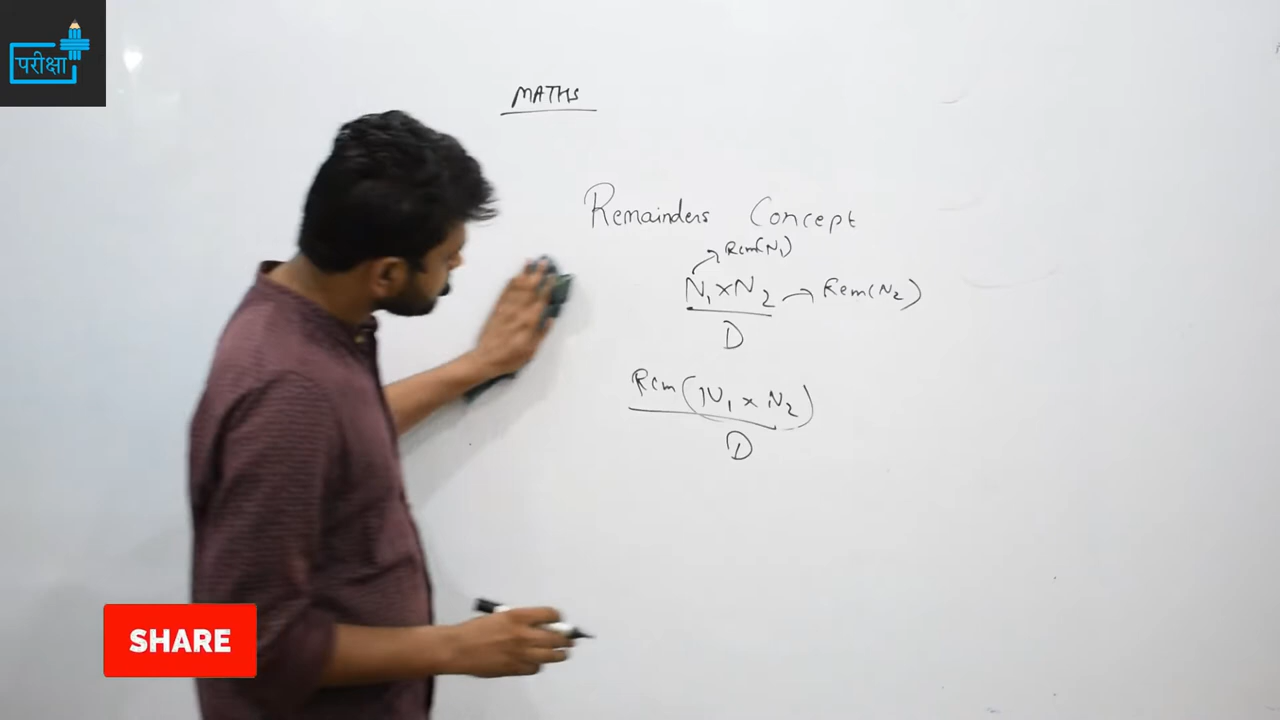 परीक्षा
MATHS
Remainders Concept
Rem(N₁)
N₁ x N₂ → Rem(N₂)
D
Rem (N₁ x N₂)
D
SHARE